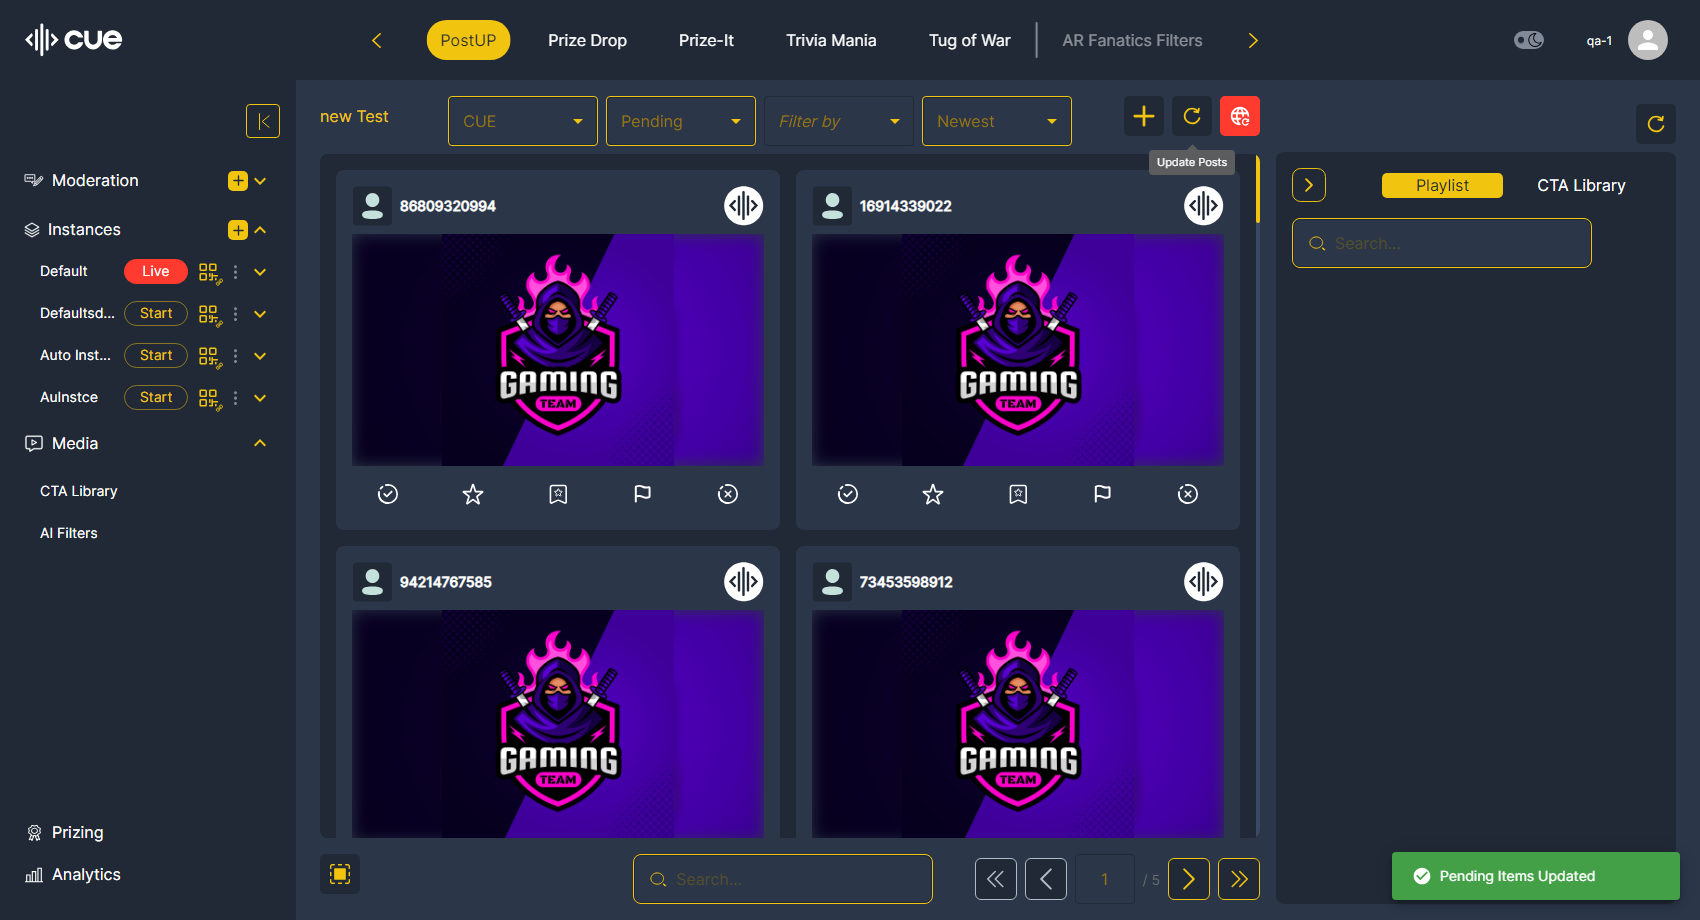 cue
PostUP
Prize Drop
Prize-It
Trivia Mania
Tug of War
AR Fanatics Filters
qa-1
new Test
CUE
Pending
Filter by
Newest
Update Posts
Moderation
Instances
Default
Live
Defaultsd...
Start
Auto Inst...
Start
AuInstce
Start
Media
CTA Library
AI Filters
Prizing
Analytics
86809320994
GAMING
TEAM
16914339022
GAMING
TEAM
94214767585
GAMING
TEAM
73453598912
GAMING
TEAM
Search...
1
/ 5
Playlist
CTA Library
Search...
Pending Items Updated